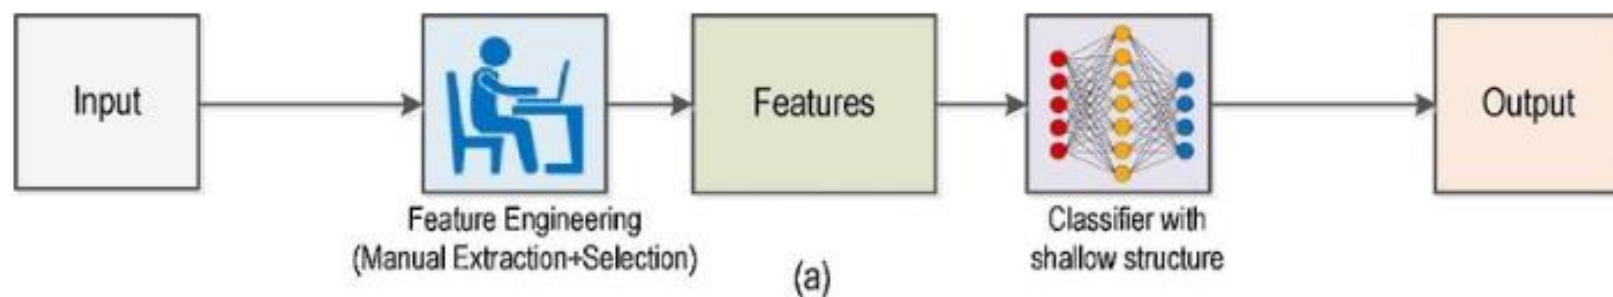 Input
Features
Output
Feature Engineering
(Manual Extraction+Selection)
Classifier with
shallow structure
(a)